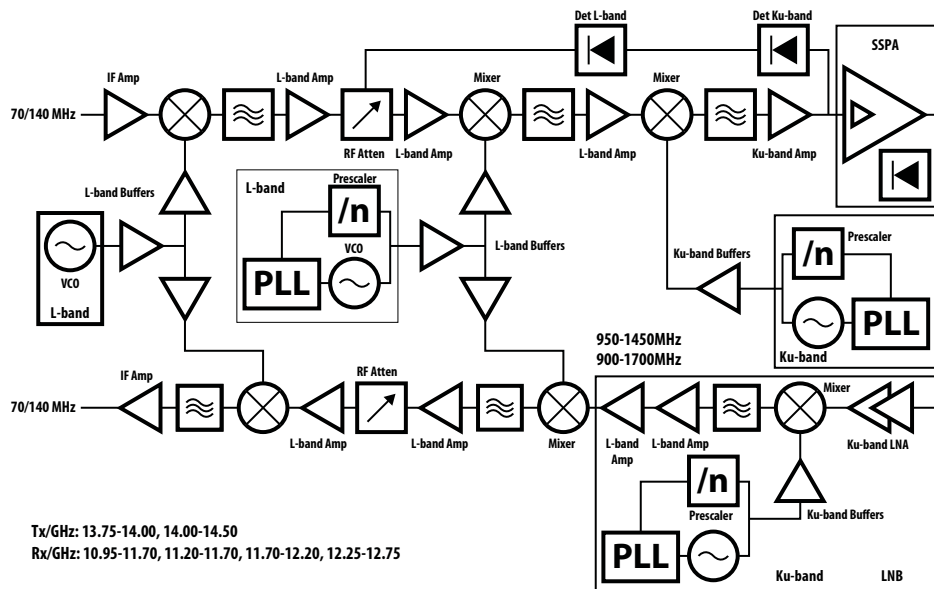 Det L-band
Det Ku-band
SSPA
IF Amp
L-band Amp
Mixer
Mixer
70/140 MHz
RF Atten
L-band Amp
L-band Amp
Ku-band Amp
L-band Buffers
L-band
Prescaler
/n
VCO
PLL
L-band Buffers
VCO
L-band
Ku-band Buffers
Prescaler
/n
PLL
Ku-band
950-1450MHz
900-1700MHz
IF Amp
RF Atten
70/140 MHz
L-band Amp
L-band Amp
Mixer
Mixer
L-band
Amp
L-band Amp
Ku-band LNA
/n
Prescaler
Ku-band Buffers
PLL
Ku-band
LNB
Tx/GHz: 13.75-14.00, 14.00-14.50
Rx/GHz: 10.95-11.70, 11.20-11.70, 11.70-12.20, 12.25-12.75